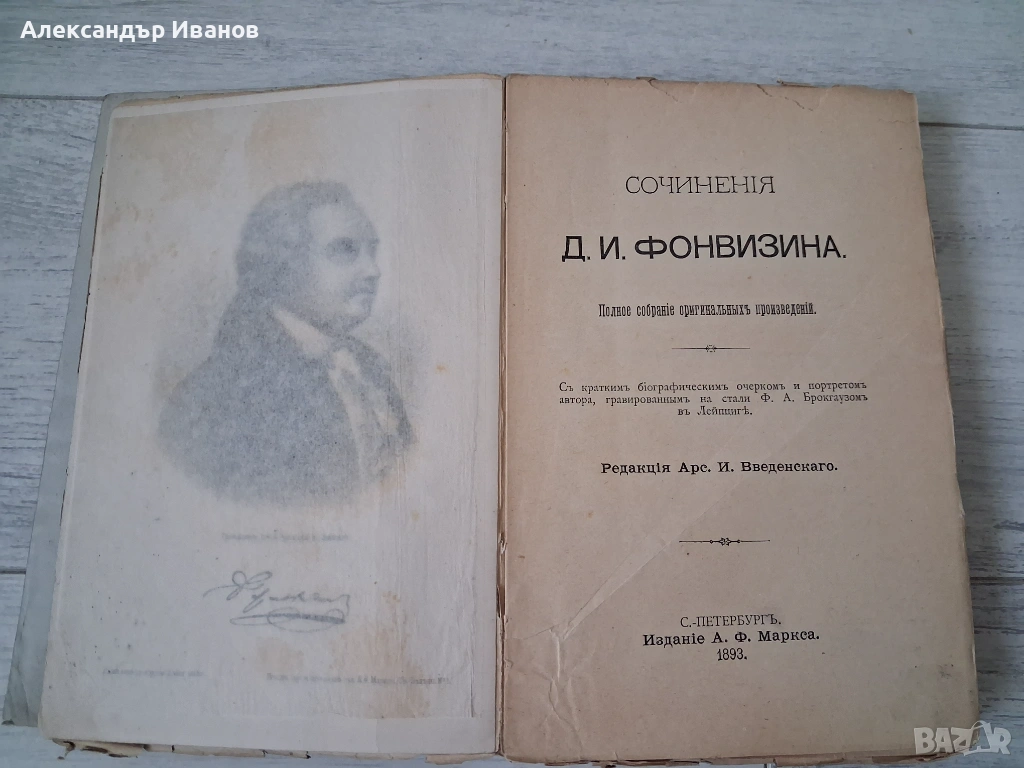 Александър Иванов
СОЧИНЕНІЯ
Д. И. ФОНВИЗИНА.
Полное собраніе оригинальныхъ произведеній.
Съ краткимъ біографическимъ очеркомъ и портретомъ
автора, гравированнымъ на стали Ф. А. Брокгаузомъ
въ Лейпцигѣ.
Редакція Арс. И. Введенскаго.
С.-ПЕТЕРБУРГЪ.
Изданіе А. Ф. Маркса.
1893.
BAZAR